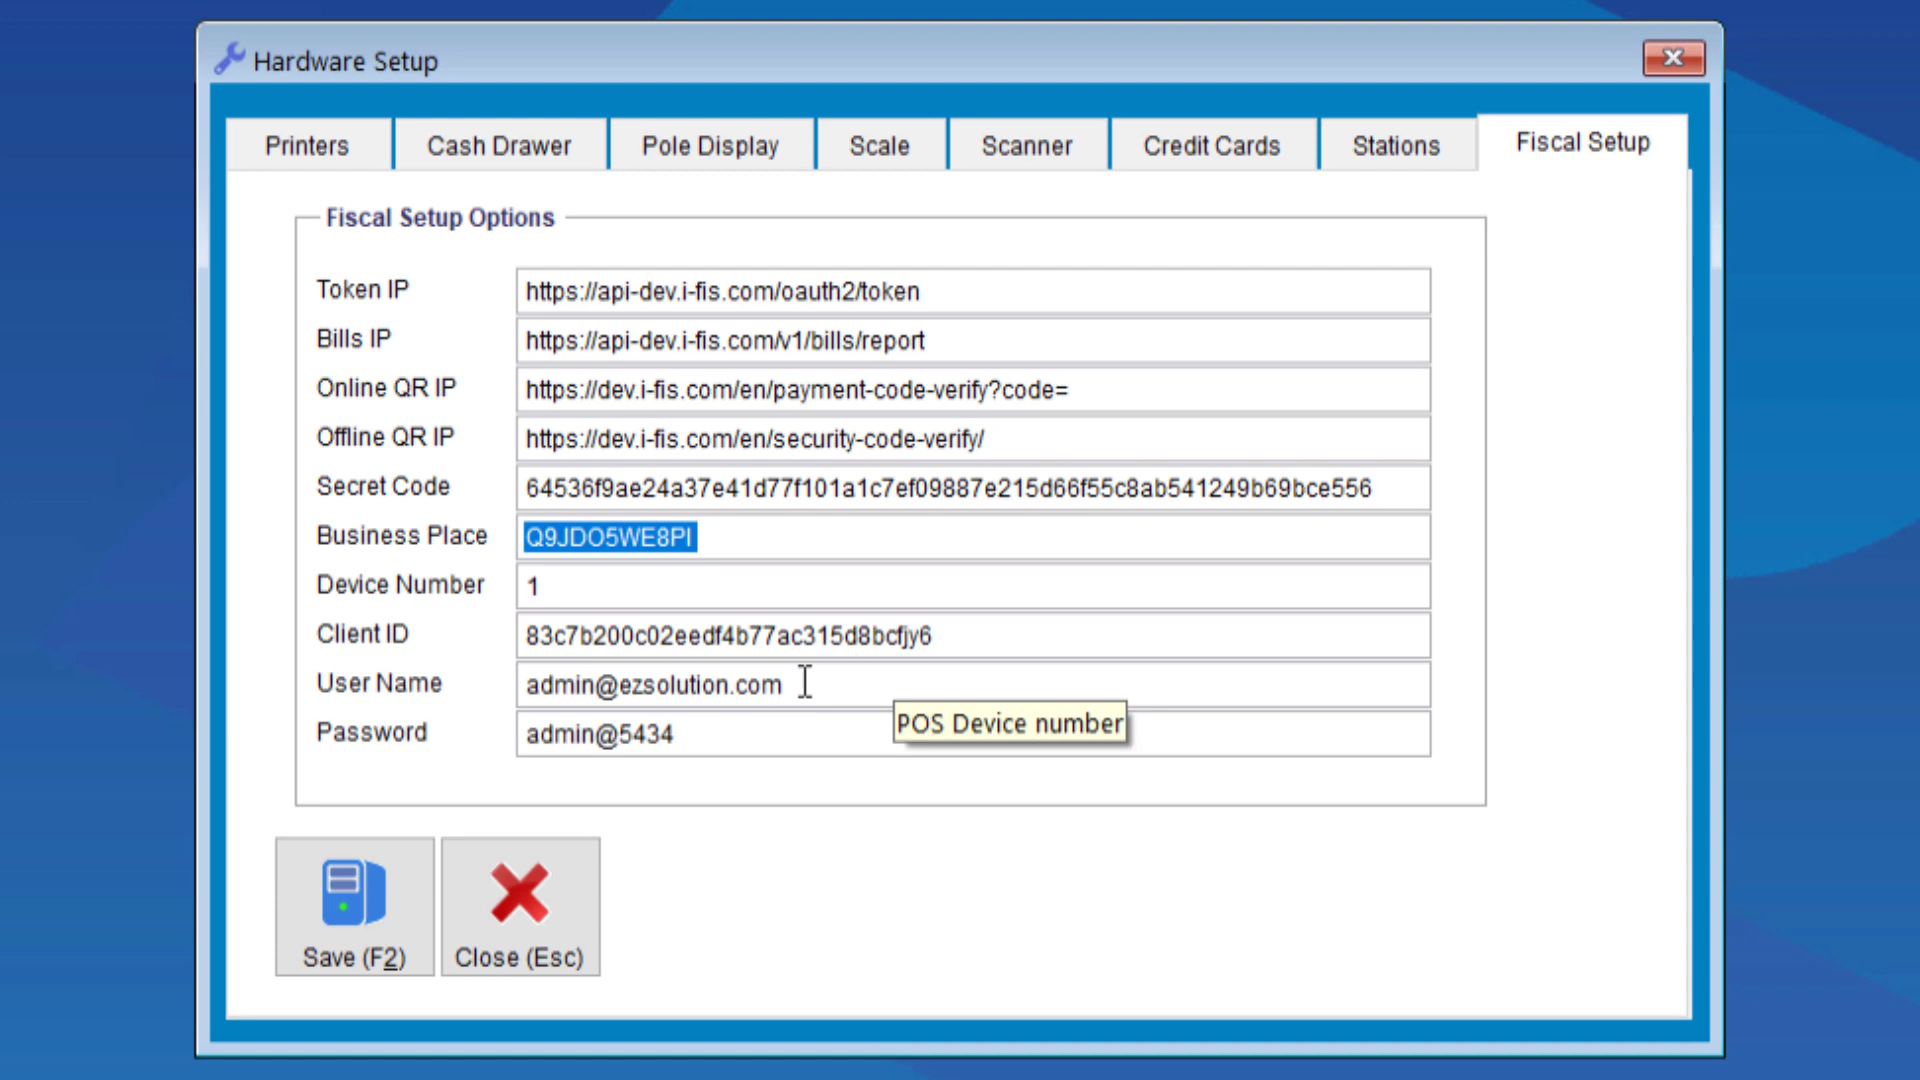 Hardware Setup
Printers Cash Drawer Pole Display Scale Scanner Credit Cards Stations Fiscal Setup
Fiscal Setup Options
Token IP https://api-dev.i-fis.com/oauth2/token
Bills IP https://api-dev.i-fis.com/v1/bills/report
Online QR IP https://dev.i-fis.com/en/payment-code-verify?code=
Offline QR IP https://dev.i-fis.com/en/security-code-verify/
Secret Code 64536f9ae24a37e41d77f101a1c7ef09887e215d66f55c8ab541249b69bce556
Business Place Q9JDO5WE8PI
Device Number 1
Client ID 83c7b200c02eedf4b77ac315d8bcfjy6
User Name admin@ezsolution.com
POS Device number
Password admin@5434
Save (F2) Close (Esc)